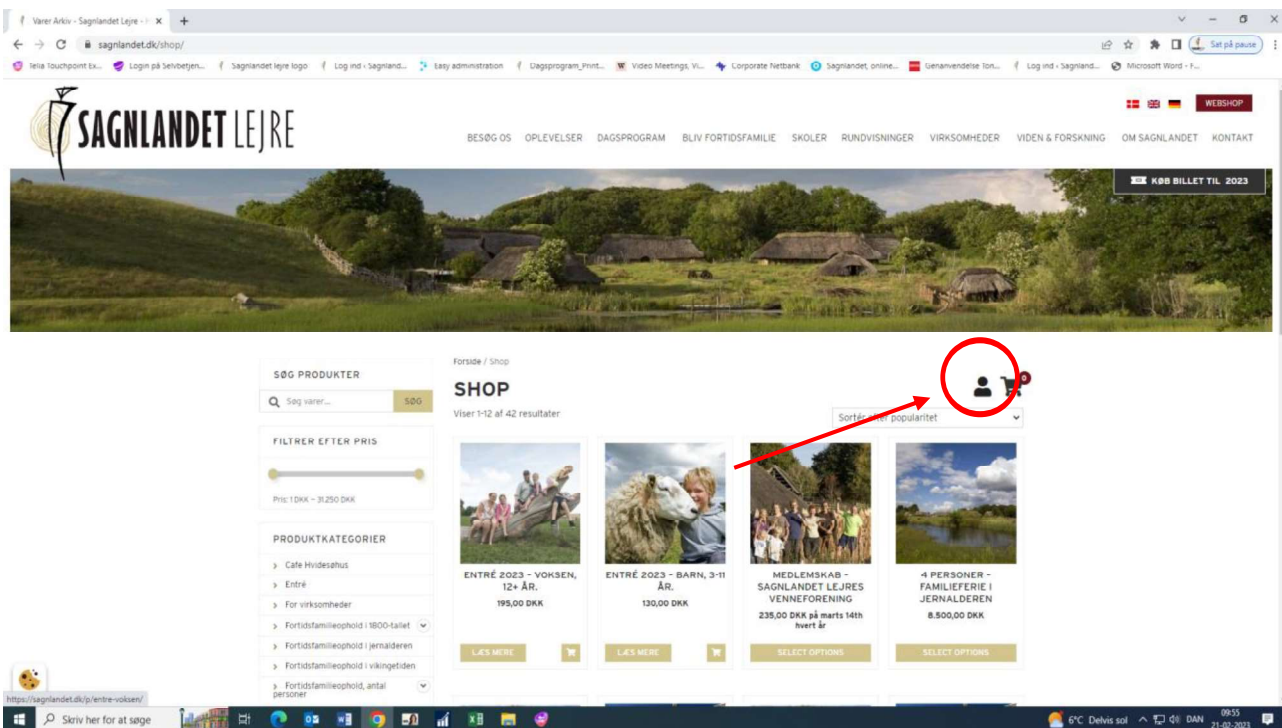 Varer Arkiv - Sagnlandet Lejre - H
sagnlandet.dk/shop/
Sat på pause
Telia Touchpoint Ex... Login på Selvbetjen... Sagnlandet lejre logo Log ind ‹ Sagnland... Easy administration Dagsprogram_Print... Video Meetings, Vi... Corporate Netbank Sagnlandet, online... Genanvendelse Ton... Log ind ‹ Sagnland... Microsoft Word - F...
WEBSHOP
SAGNLANDET LEJRE
BESØG OS OPLEVELSER DAGSPROGRAM BLIV FORTIDSFAMILIE SKOLER RUNDVISNINGER VIRKSOMHEDER VIDEN & FORSKNING OM SAGNLANDET KONTAKT
KØB BILLET TIL 2023
Forside / Shop
SØG PRODUKTER
SHOP
0
Søg varer...
SØG
Viser 1-12 af 42 resultater
Sortér efter popularitet
FILTRER EFTER PRIS
Pris: 1 DKK – 31.250 DKK
PRODUKTKATEGORIER
Cafe Hvidesøhus
Entré
For virksomheder
Fortidsfamilieophold i 1800-tallet
Fortidsfamilieophold i jernalderen
Fortidsfamilieophold i vikingetiden
Fortidsfamilieophold, antal
personer
ENTRÉ 2023 – VOKSEN,
12+ ÅR.
195,00 DKK
LÆS MERE
ENTRÉ 2023 – BARN, 3-11
ÅR.
130,00 DKK
LÆS MERE
MEDLEMSKAB –
SAGNLANDET LEJRES
VENNEFORENING
235,00 DKK på marts 14th
hvert år
SELECT OPTIONS
4 PERSONER –
FAMILIEFERIE I
JERNALDEREN
8.500,00 DKK
SELECT OPTIONS
https://sagnlandet.dk/p/entre-voksen/
Skriv her for at søge
6°C Delvis sol
DAN
09:55
21-02-2023